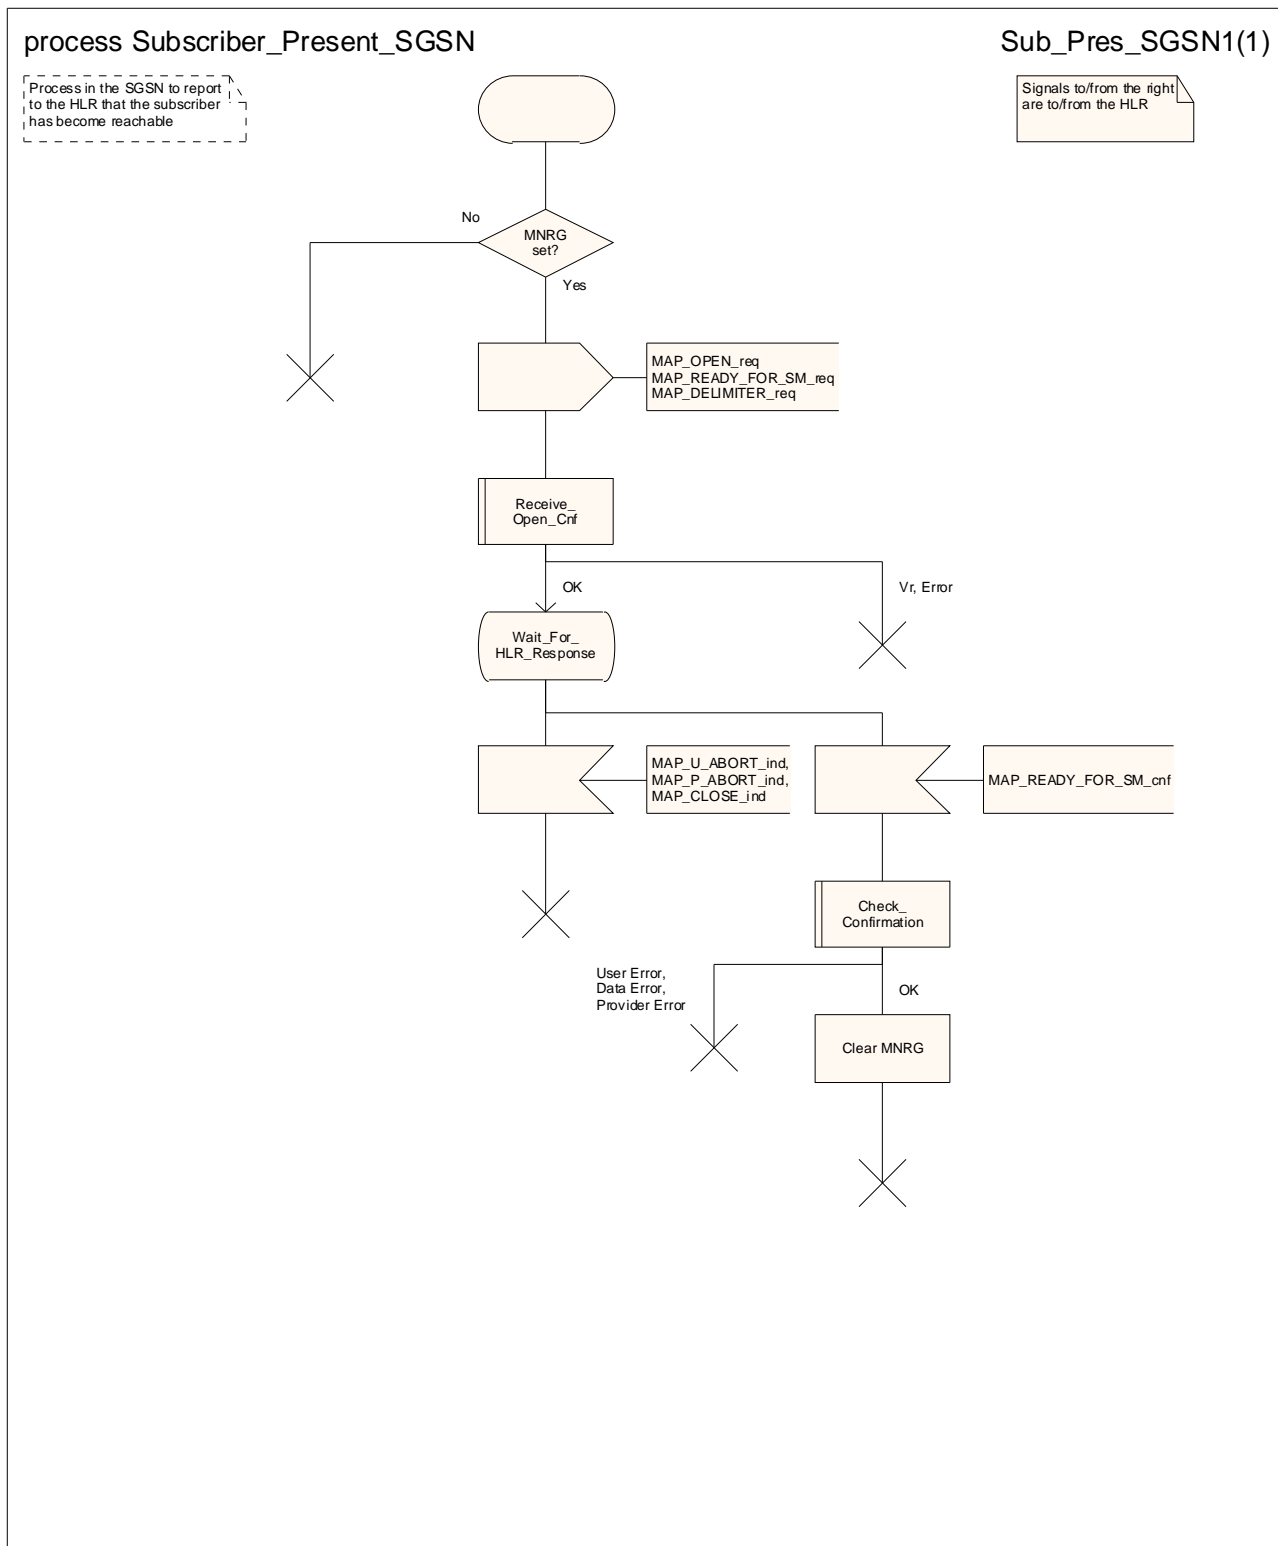 process Subscriber_Present_SGSN
Sub_Pres_SGSN1(1)
Process in the SGSN to report
to the HLR that the subscriber
has become reachable
Signals to/from the right
are to/from the HLR
No
MNRG
set?
Yes
MAP_OPEN_req
MAP_READY_FOR_SM_req
MAP_DELIMITER_req
Receive_
Open_Cnf
OK
Vr, Error
Wait_For_
HLR_Response
MAP_U_ABORT_ind,
MAP_P_ABORT_ind,
MAP_CLOSE_ind
MAP_READY_FOR_SM_cnf
Check_
Confirmation
User Error,
Data Error,
Provider Error
OK
Clear MNRG